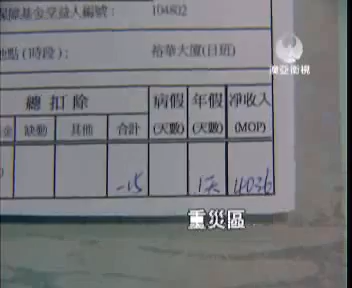 保障基金受益人編號： 104802
地點(時段)： 裕華大廈(日班)
澳亞衛視
總扣除 病假 年假 淨收入
金 缺勤 其他 合計 (天數) (天數) (MOP)
-15 1天 4036
重災區